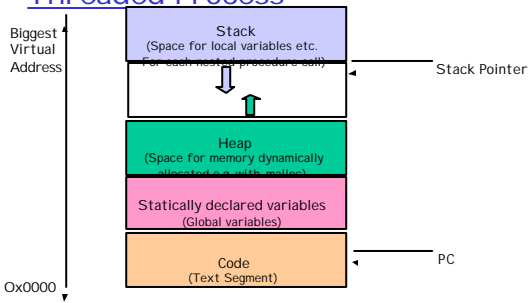 Threaded Process
Biggest
Virtual
Address
Stack
(Space for local variables etc.
For each nested procedure call)
Stack Pointer
Heap
(Space for memory dynamically
allocated e.g. with malloc)
Statically declared variables
(Global variables)
Code
(Text Segment)
PC
0x0000